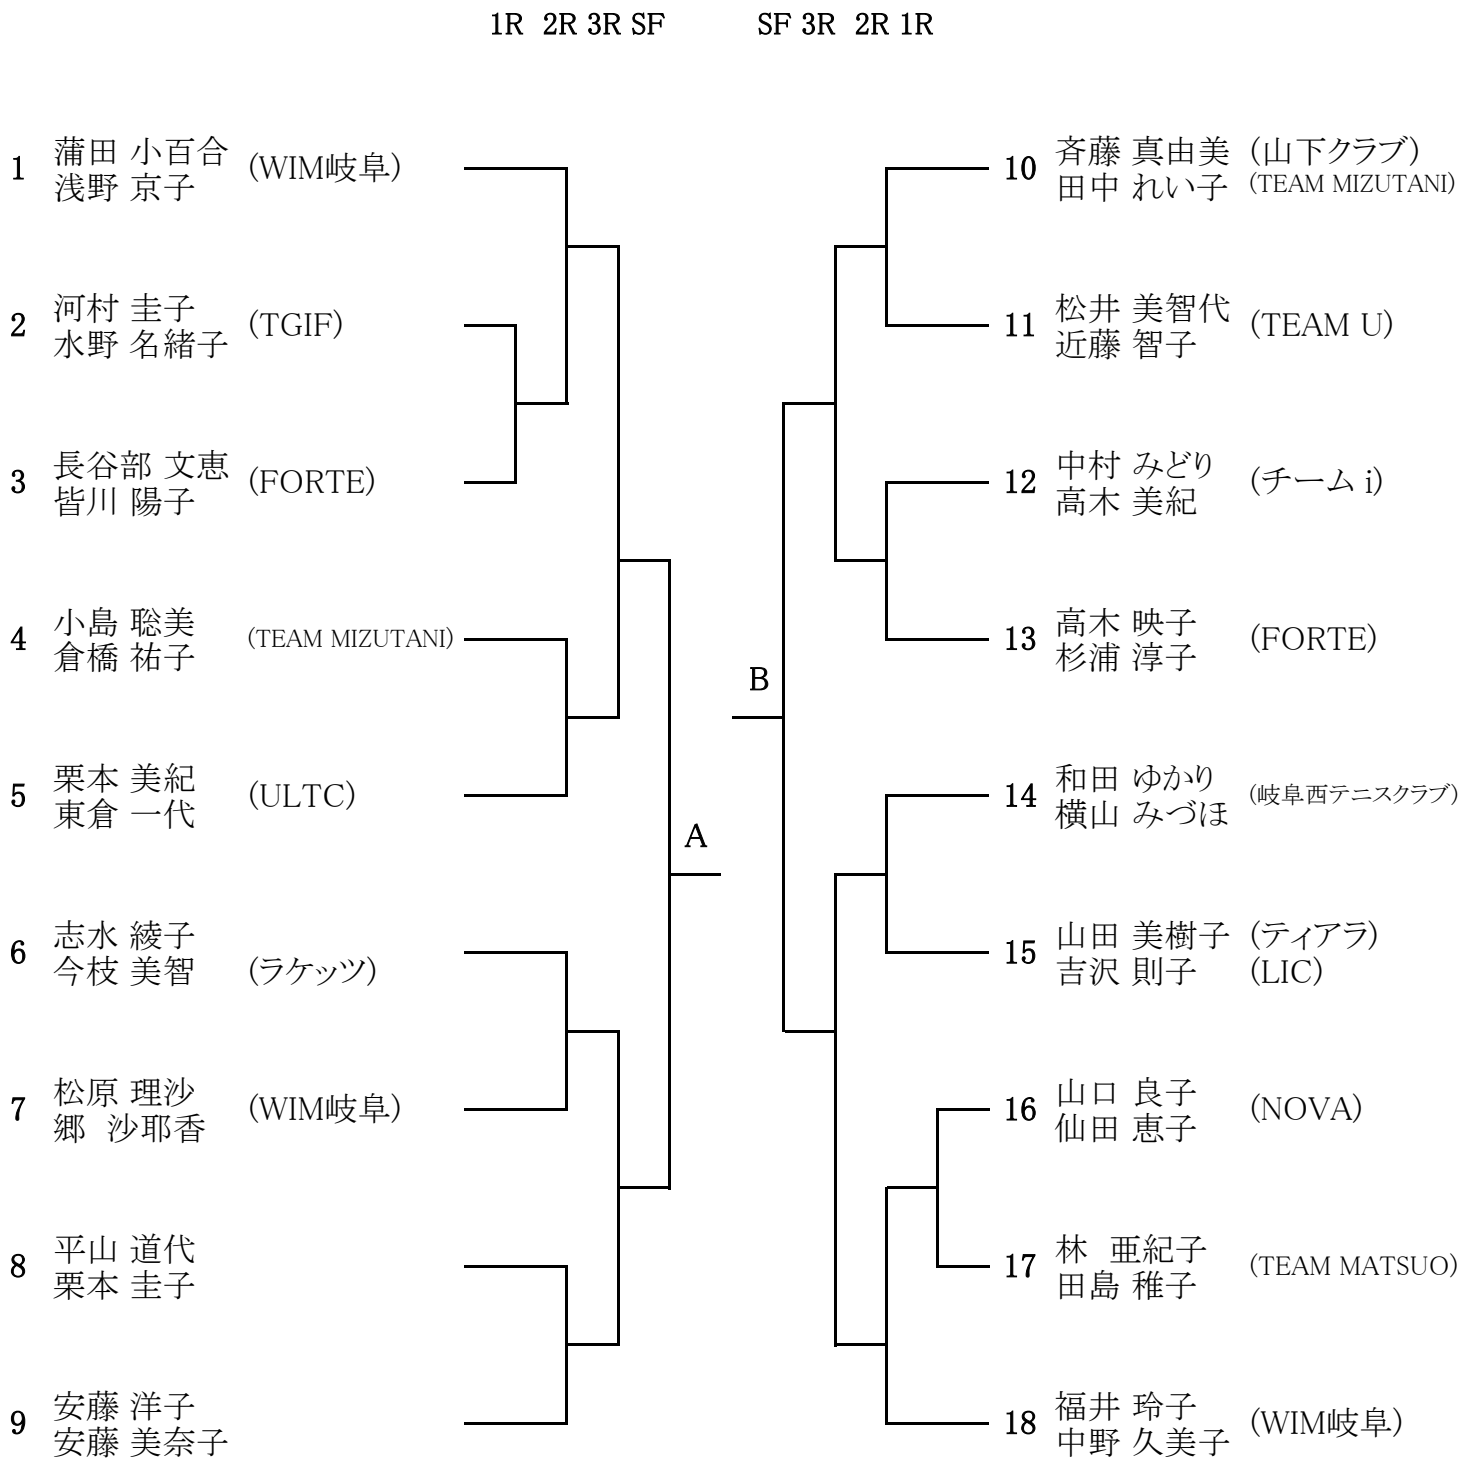 1R 2R 3R SF SF 3R 2R 1R
1 蒲田 小百合 (WIM岐阜)
浅野 京子
2 河村 圭子 (TGIF)
水野 名緒子
3 長谷部 文恵 (FORTE)
皆川 陽子
4 小島 聡美 (TEAM MIZUTANI)
倉橋 祐子
5 栗本 美紀 (ULTC)
東倉 一代
A
6 志水 綾子
今枝 美智 (ラケッツ)
7 松原 理沙 (WIM岐阜)
郷 沙耶香
8 平山 道代
栗本 圭子
9 安藤 洋子
安藤 美奈子
10 斉藤 真由美 (山下クラブ)
田中 れい子 (TEAM MIZUTANI)
11 松井 美智代 (TEAM U)
近藤 智子
12 中村 みどり (チーム i)
高木 美紀
13 高木 映子 (FORTE)
杉浦 淳子
B
14 和田 ゆかり (岐阜西テニスクラブ)
横山 みづほ
15 山田 美樹子 (ティアラ)
吉沢 則子 (LIC)
16 山口 良子 (NOVA)
仙田 恵子
17 林 亜紀子 (TEAM MATSUO)
田島 稚子
18 福井 玲子 (WIM岐阜)
中野 久美子